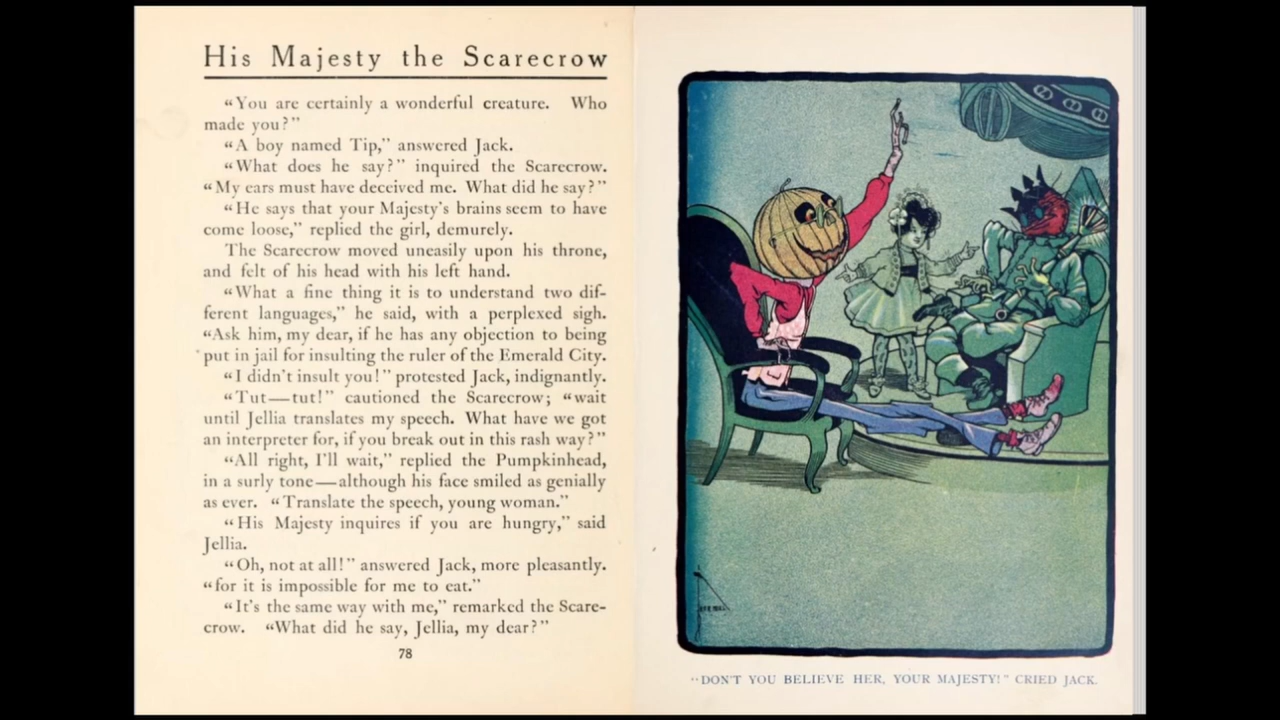 His Majesty the Scarecrow
“You are certainly a wonderful creature. Who
made you?”
“A boy named Tip,” answered Jack.
“What does he say?” inquired the Scarecrow.
“My ears must have deceived me. What did he say?”
“He says that your Majesty’s brains seem to have
come loose,” replied the girl, demurely.
The Scarecrow moved uneasily upon his throne,
and felt of his head with his left hand.
“What a fine thing it is to understand two dif-
ferent languages,” he said, with a perplexed sigh.
“Ask him, my dear, if he has any objection to being
put in jail for insulting the ruler of the Emerald City.
“I didn’t insult you!” protested Jack, indignantly.
“Tut—tut!” cautioned the Scarecrow; “wait
until Jellia translates my speech. What have we got
an interpreter for, if you break out in this rash way?”
“All right, I’ll wait,” replied the Pumpkinhead,
in a surly tone—although his face smiled as genially
as ever. “Translate the speech, young woman.”
“His Majesty inquires if you are hungry,” said
Jellia.
“Oh, not at all!” answered Jack, more pleasantly.
“for it is impossible for me to eat.”
“It’s the same way with me,” remarked the Scare-
crow. “What did he say, Jellia, my dear?”
78
“DON’T YOU BELIEVE HER, YOUR MAJESTY!” CRIED JACK.